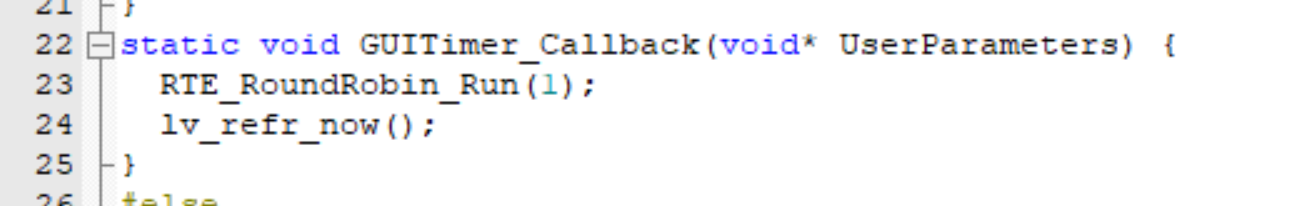 21 }
22 static void GUITimer_Callback(void* UserParameters) {
23 RTE_RoundRobin_Run(1);
24 lv_refr_now();
25 }
26 #else